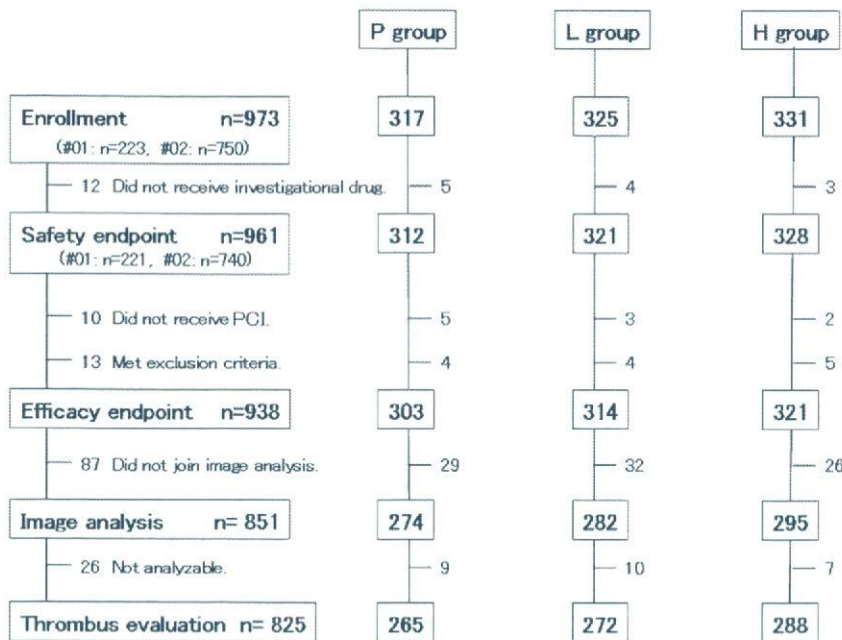 P group L group H group
Enrollment n=973 317 325 331
(#01: n=223, #02: n=750)
12 Did not receive investigational drug. 5 4 3
Safety endpoint n=961 312 321 328
(#01: n=221, #02: n=740)
10 Did not receive PCI. 5 3 2
13 Met exclusion criteria. 4 4 5
Efficacy endpoint n=938 303 314 321
87 Did not join image analysis. 29 32 26
Image analysis n= 851 274 282 295
26 Not analyzable. 9 10 7
Thrombus evaluation n= 825 265 272 288